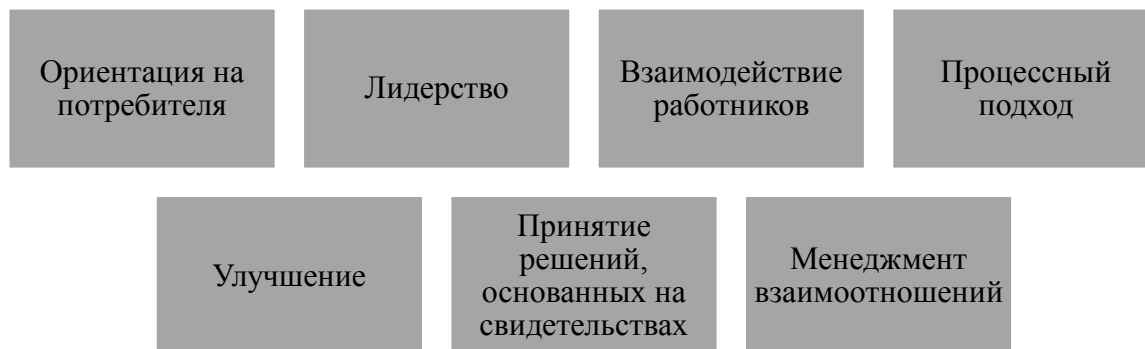 Ориентация на
потребителя
Лидерство
Взаимодействие
работников
Процессный
подход
Улучшение
Принятие
решений,
основанных на
свидетельствах
Менеджмент
взаимоотношений